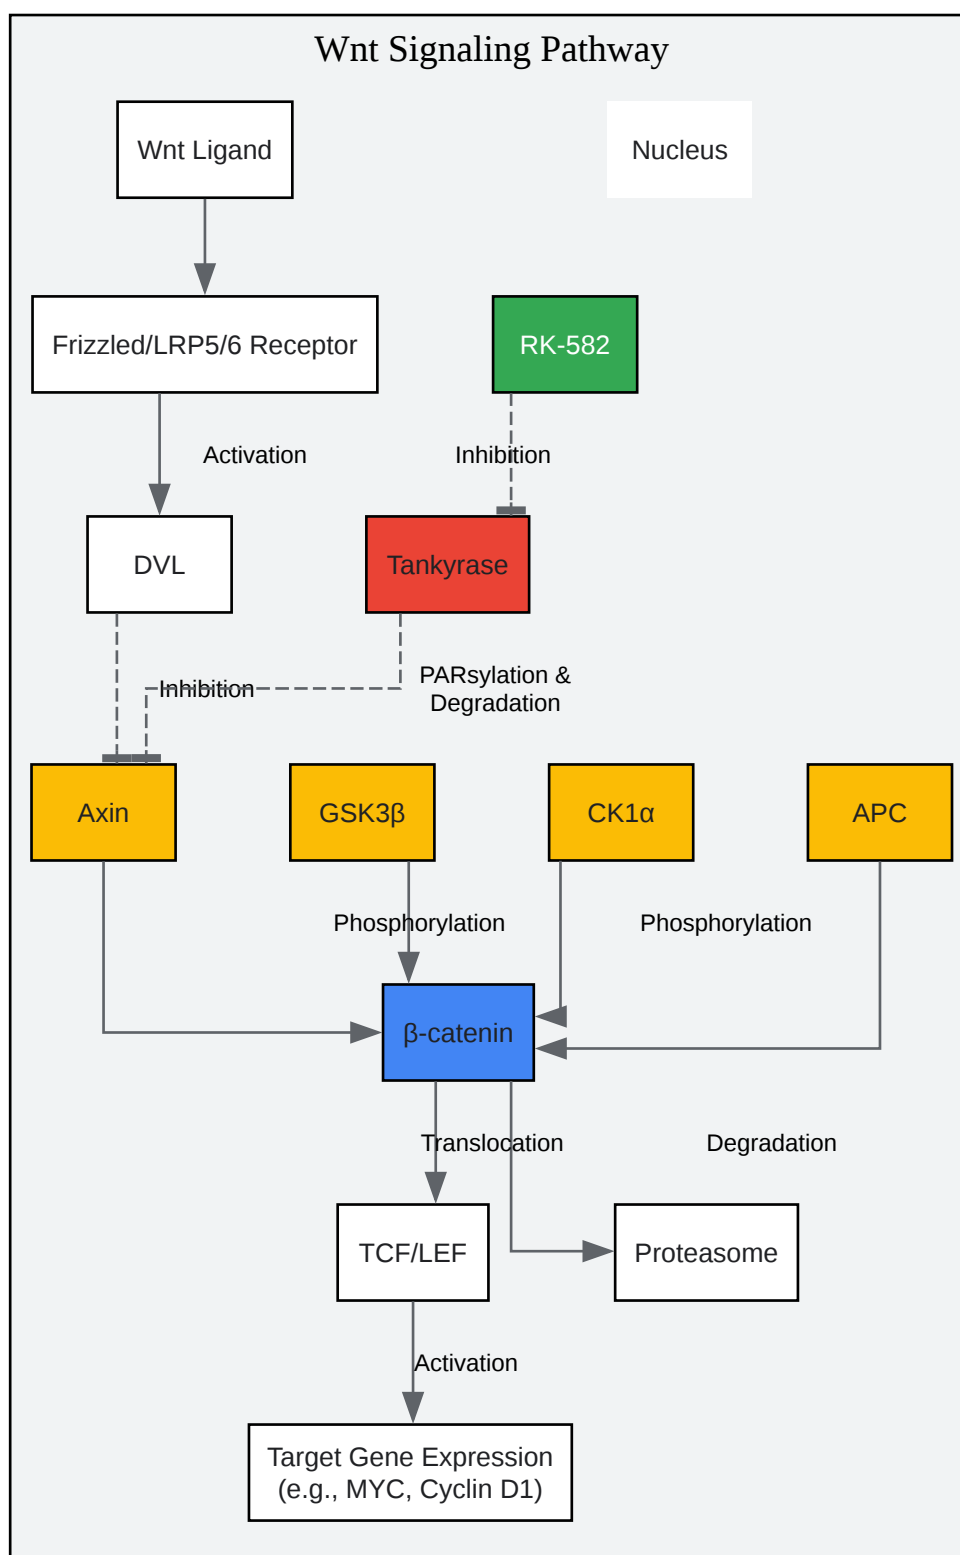 Wnt Signaling Pathway
Wnt Ligand
Nucleus
Frizzled/LRP5/6 Receptor
RK-582
Activation
Inhibition
DVL
Tankyrase
Inhibition
PARsylation &
Degradation
Axin
GSK3β
CK1α
APC
Phosphorylation
Phosphorylation
β-catenin
Translocation
Degradation
TCF/LEF
Proteasome
Activation
Target Gene Expression
(e.g., MYC, Cyclin D1)